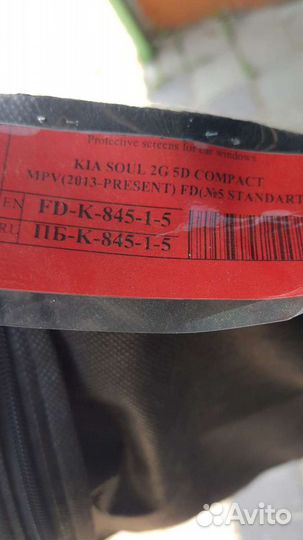 Protective screens for car windows
KIA SOUL 2G 5D COMPACT
MPV(2013-PRESENT) FD(№5 STANDART
EN FD-K-845-1-5
RU ПБ-К-845-1-5
Avito